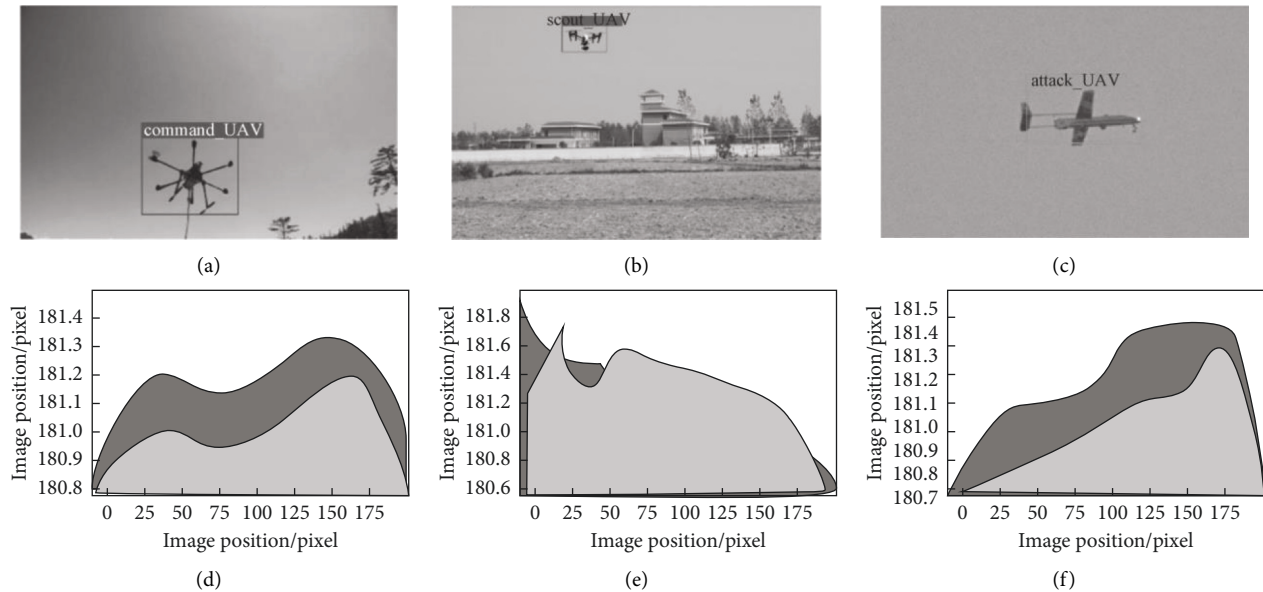 command_UAV
scout_UAV
attack_UAV
(a)
(b)
(c)
Image position/pixel
181.4
181.3
181.2
181.1
181.0
180.9
180.8
0 25 50 75 100 125 150 175
Image position/pixel
(d)
Image position/pixel
181.8
181.6
181.4
181.2
181.0
180.8
180.6
0 25 50 75 100 125 150 175
Image position/pixel
(e)
Image position/pixel
181.5
181.4
181.3
181.2
181.1
181.0
180.9
180.8
180.7
0 25 50 75 100 125 150 175
Image position/pixel
(f)